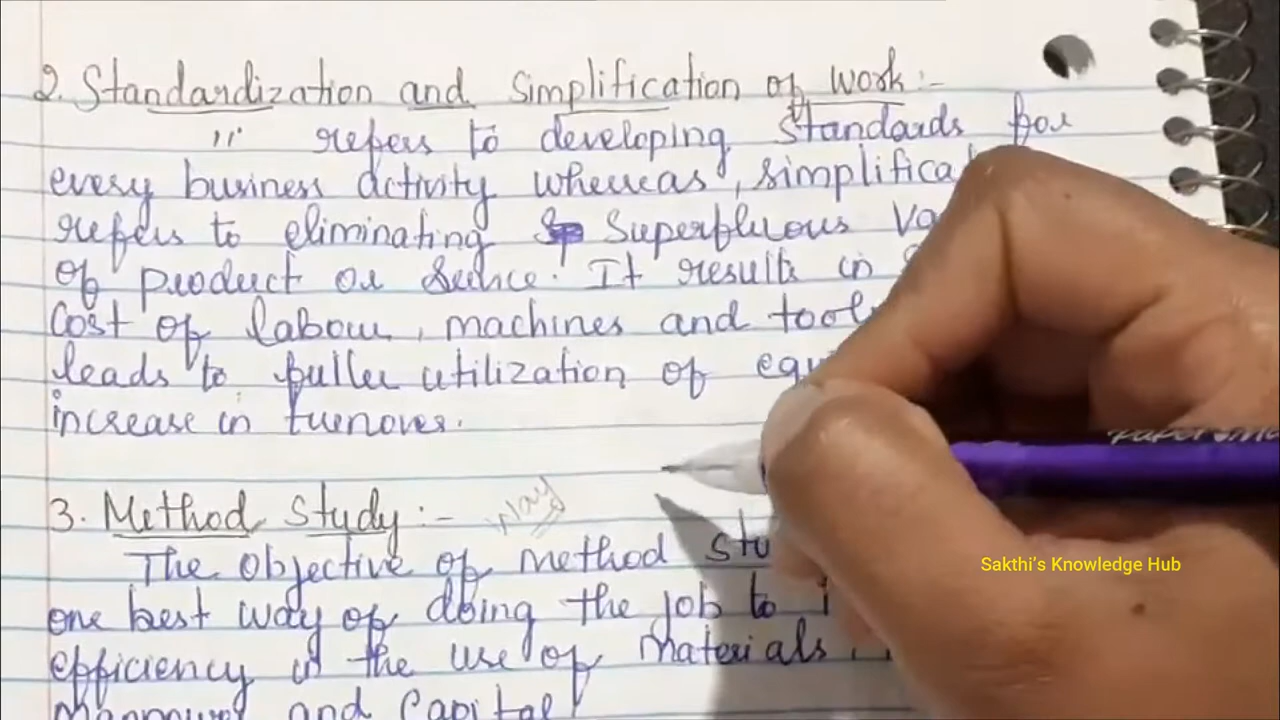 2. Standardization and Simplification of Work :-
" refers to developing Standards for
every business activity whereas, simplifica
refers to eliminating Superfluous Va
of product or service. It results in
Cost of labour, machines and tools
leads to fuller utilization of equ
increase in turnover.
3. Method Study :- Way
The Objective of method stu
one best way of doing the job to i
efficiency in the use of materials,
Manpower and Capital
PaperMa
Sakthi's Knowledge Hub